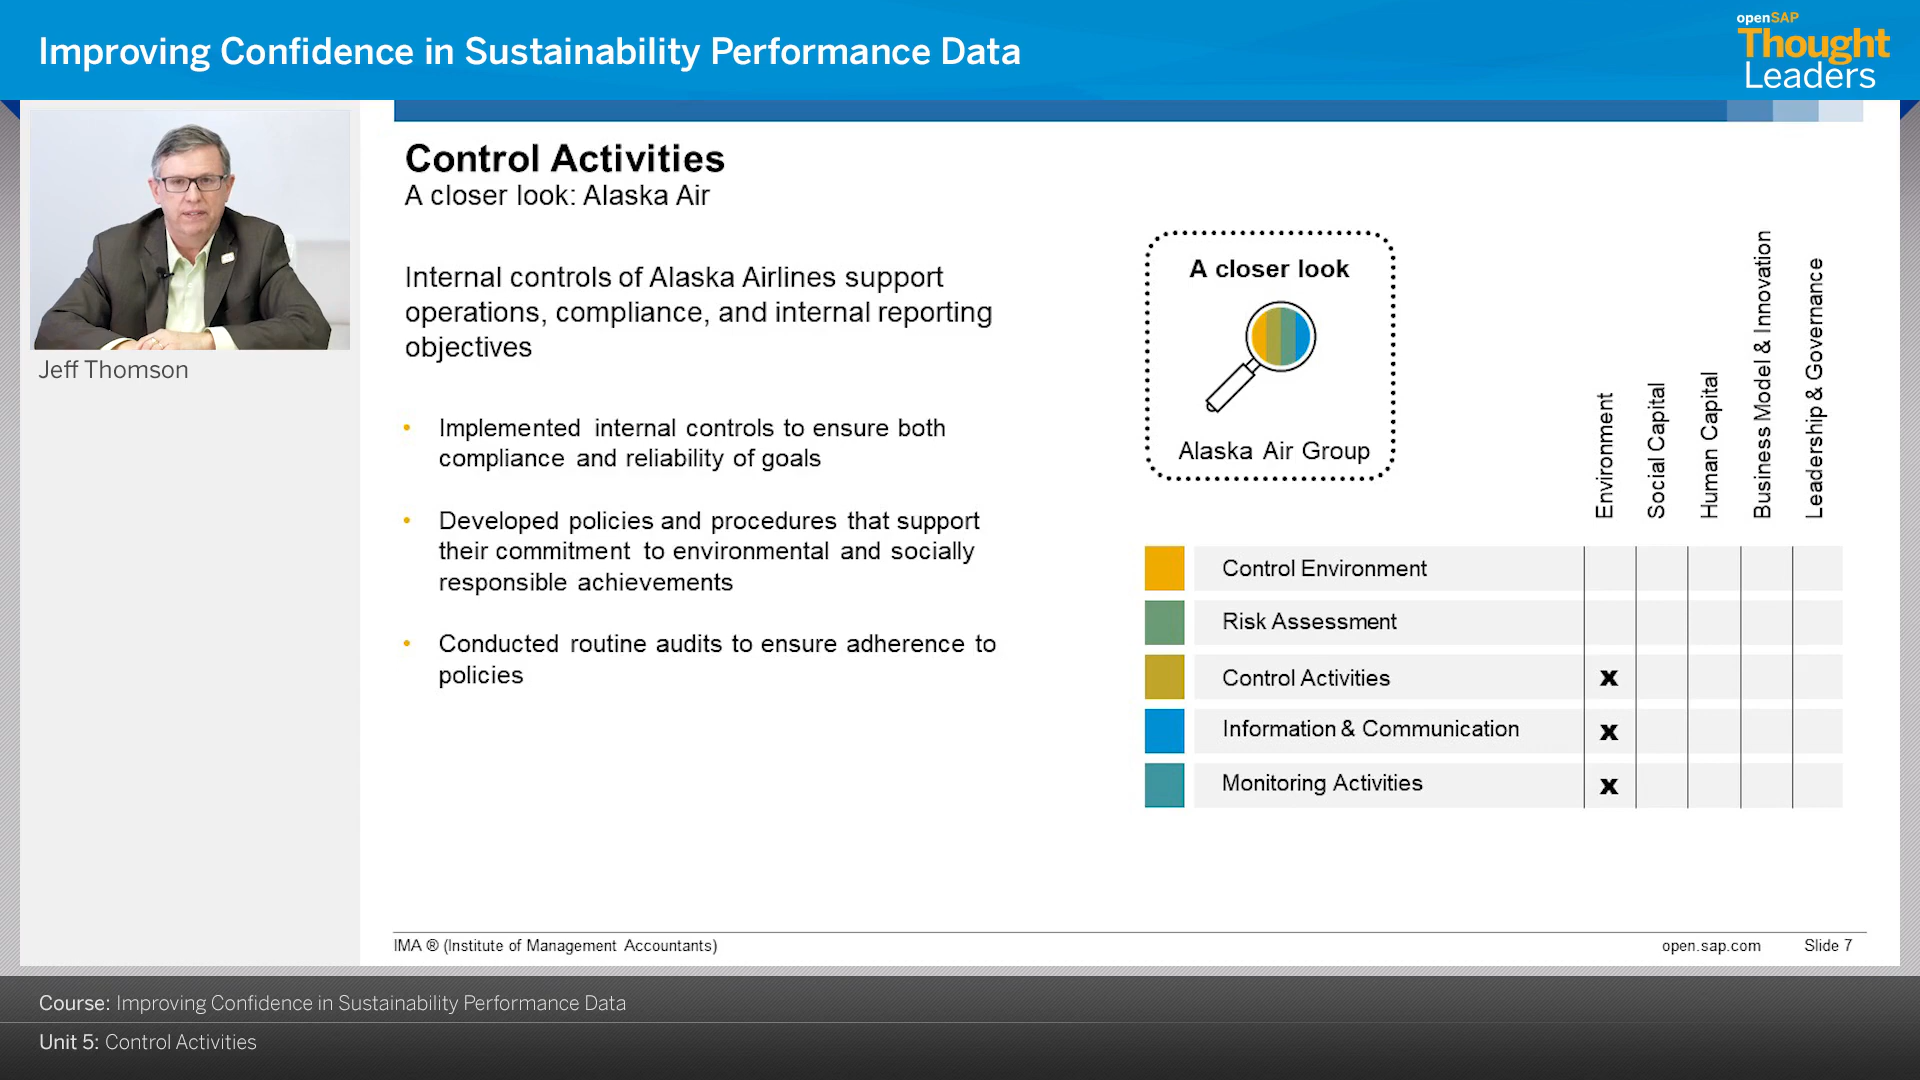 Improving Confidence in Sustainability Performance Data
openSAP
Thought
Leaders
Jeff Thomson
Control Activities
A closer look: Alaska Air
Internal controls of Alaska Airlines support
operations, compliance, and internal reporting
objectives
• Implemented internal controls to ensure both
compliance and reliability of goals
• Developed policies and procedures that support
their commitment to environmental and socially
responsible achievements
• Conducted routine audits to ensure adherence to
policies
A closer look
Alaska Air Group
Environment
Social Capital
Human Capital
Business Model & Innovation
Leadership & Governance
Control Environment
Risk Assessment
Control Activities x
Information & Communication x
Monitoring Activities x
IMA ® (Institute of Management Accountants)
open.sap.com
Slide 7
Course: Improving Confidence in Sustainability Performance Data
Unit 5: Control Activities